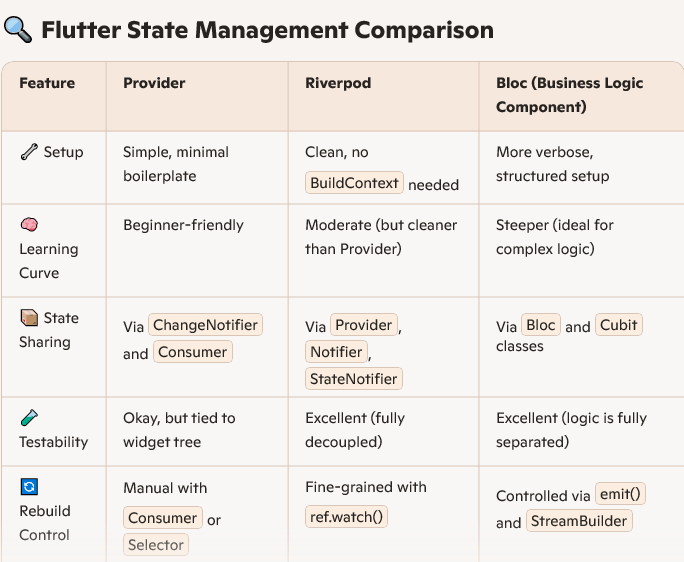 Flutter State Management Comparison
Feature
Provider
Riverpod
Bloc (Business Logic
Component)
Setup
Simple, minimal
boilerplate
Clean, no
BuildContext needed
More verbose,
structured setup
Learning
Curve
Beginner-friendly
Moderate (but cleaner
than Provider)
Steeper (ideal for
complex logic)
State
Sharing
Via ChangeNotifier
and Consumer
Via Provider,
Notifier,
StateNotifier
Via Bloc and Cubit
classes
Testability
Okay, but tied to
widget tree
Excellent (fully
decoupled)
Excellent (logic is fully
separated)
Rebuild
Control
Manual with
Consumer or
Selector
Fine-grained with
ref.watch()
Controlled via emit()
and StreamBuilder